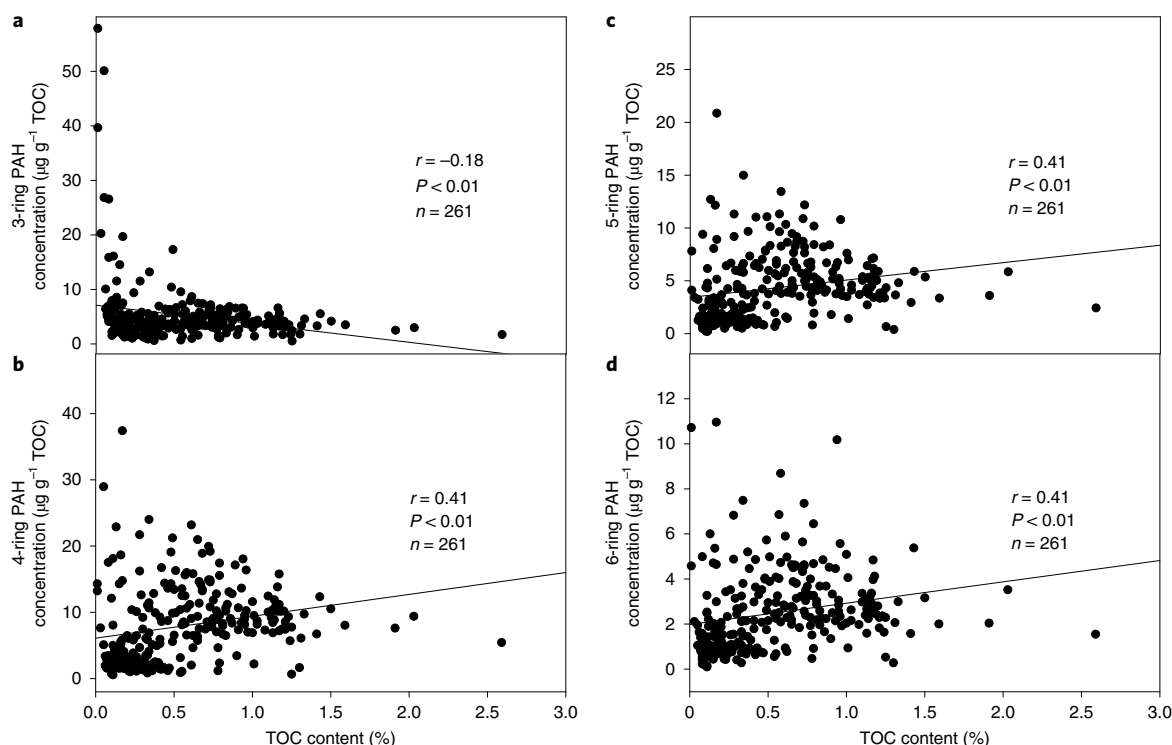 a
3-ring PAH
concentration (µg g⁻¹ TOC)
50
40
30
20
10
0
r = –0.18
P < 0.01
n = 261
b
4-ring PAH
concentration (µg g⁻¹ TOC)
40
30
20
10
0
r = 0.41
P < 0.01
n = 261
0.0 0.5 1.0 1.5 2.0 2.5 3.0
TOC content (%)
c
5-ring PAH
concentration (µg g⁻¹ TOC)
25
20
15
10
5
0
r = 0.41
P < 0.01
n = 261
d
6-ring PAH
concentration (µg g⁻¹ TOC)
12
10
8
6
4
2
0
r = 0.41
P < 0.01
n = 261
0 0.5 1.0 1.5 2.0 2.5 3.0
TOC content (%)